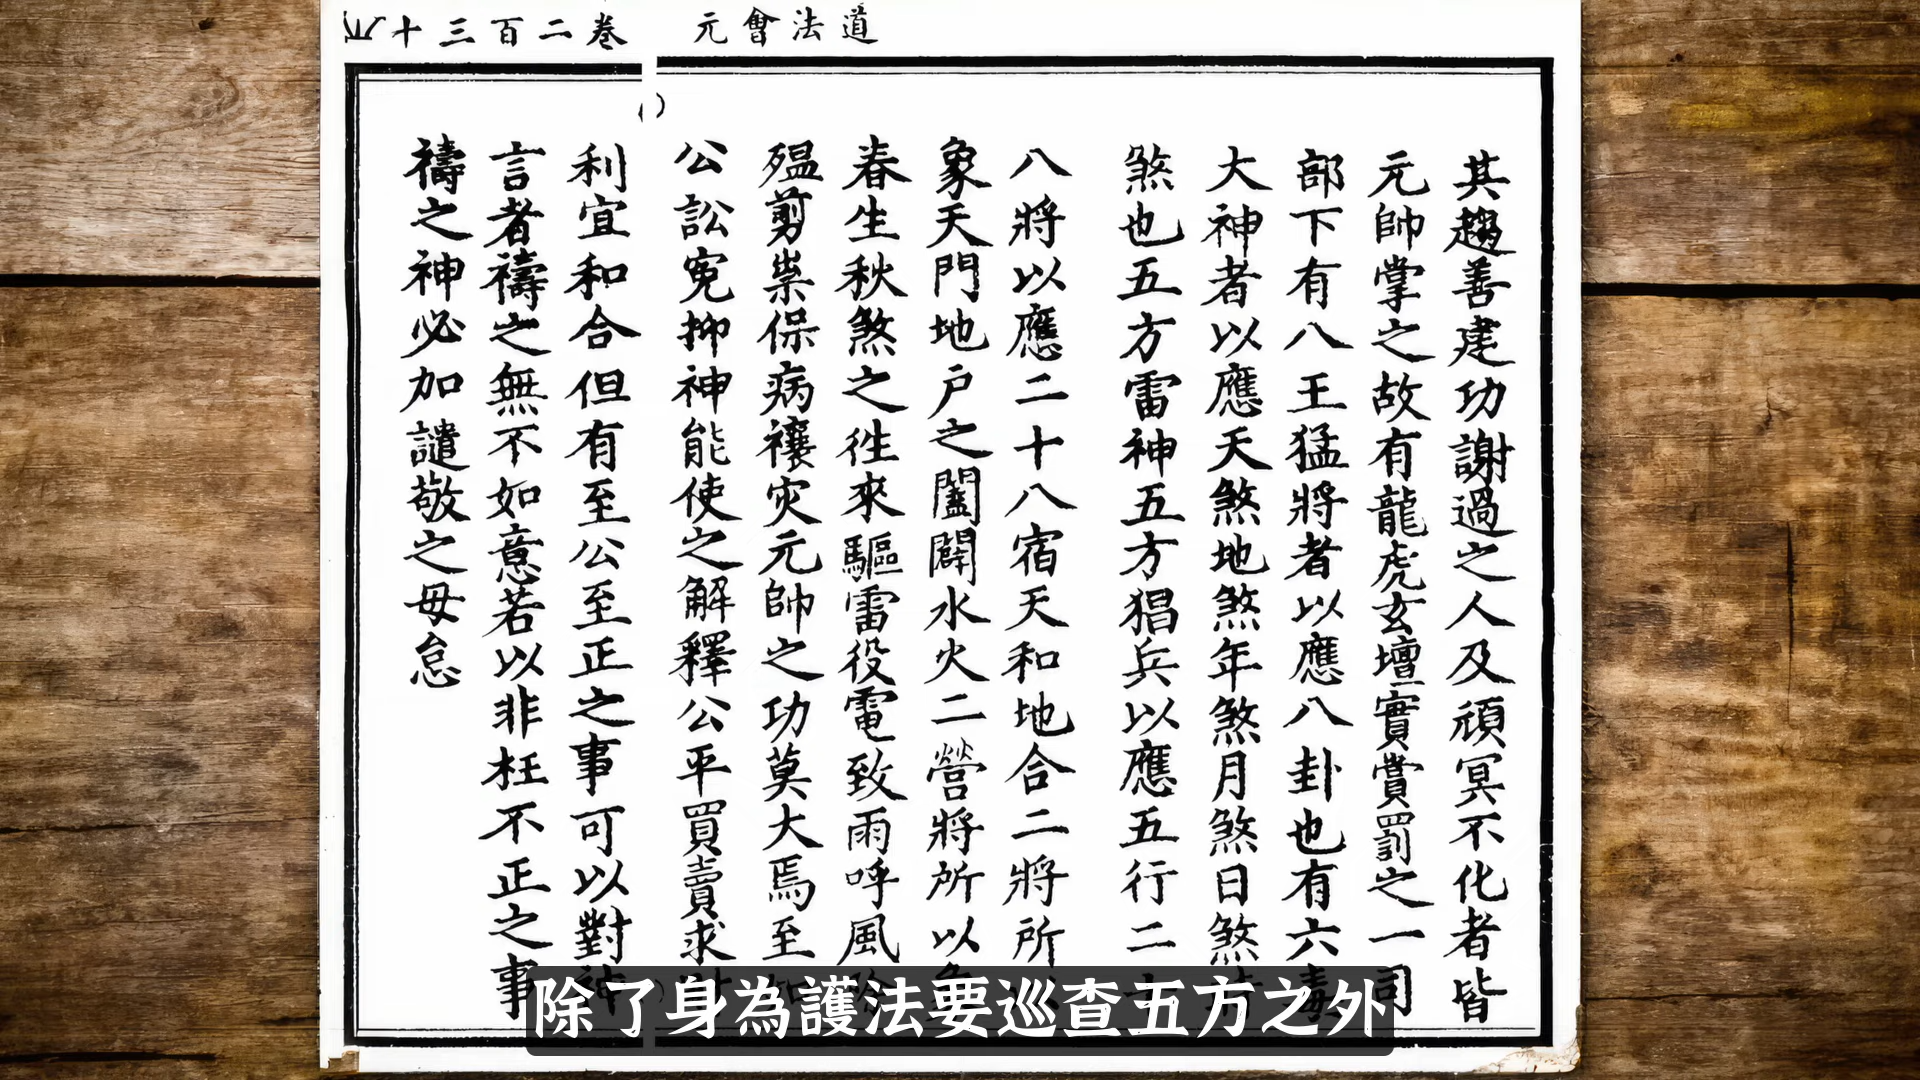 道法會元
卷二百三十
其趨善建功謝過之人及頑冥不化者皆
元帥掌之故有龍虎玄壇實賞罰之一司
部下有八王猛將者以應八卦也有六毒
大神者以應天煞地煞年煞月煞日煞時
煞也五方雷神五方猖兵以應五行二十
八將以應二十八宿天和地合二將所以
象天門地戶之闔闢水火二營將所以象
春生秋煞之往來驅雷役電致雨呼風除
殟剪祟保病禳灾元帥之功莫大焉至如
公訟寃抑神能使之解釋公平買賣求財
利宜和合但有至公至正之事可以對神
言者禱之無不如意若以非枉不正之事
禱之神必加譴敬之毋怠
除了身為護法要巡查五方之外